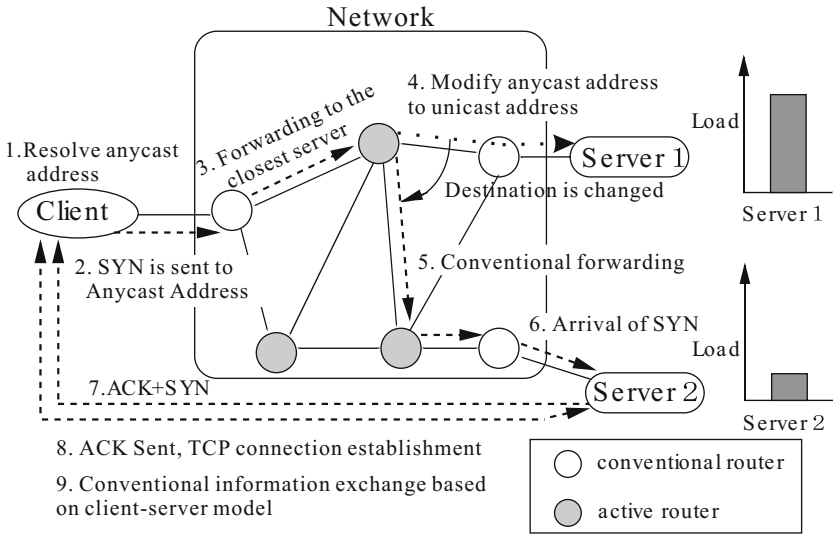 Network
4. Modify anycast address
to unicast address
3. Forwarding to the
closest server
1.Resolve anycast
address
Client
Server 1
Destination is changed
2. SYN is sent to
Anycast Address
5. Conventional forwarding
6. Arrival of SYN
7.ACK+SYN
Server 2
8. ACK Sent, TCP connection establishment
9. Conventional information exchange based
on client-server model
conventional router
active router
Load
Server 1
Load
Server 2